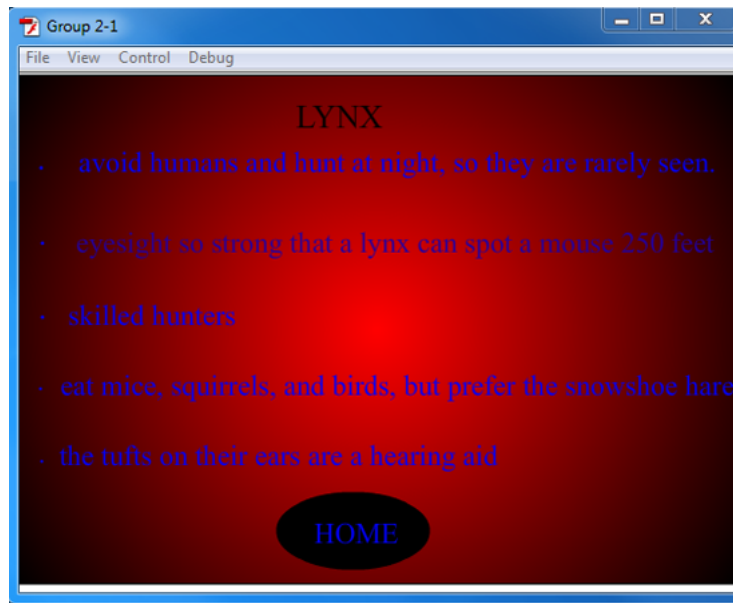 Group 2-1
File View Control Debug
LYNX
· avoid humans and hunt at night, so they are rarely seen.
· eyesight so strong that a lynx can spot a mouse 250 feet
· skilled hunters
· eat mice, squirrels, and birds, but prefer the snowshoe hare
· the tufts on their ears are a hearing aid
HOME